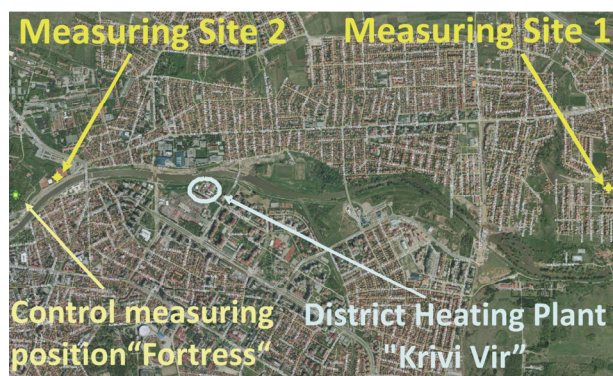 Measuring Site 2
Measuring Site 1
Control measuring
position“Fortress“
District Heating Plant
"Krivi Vir”